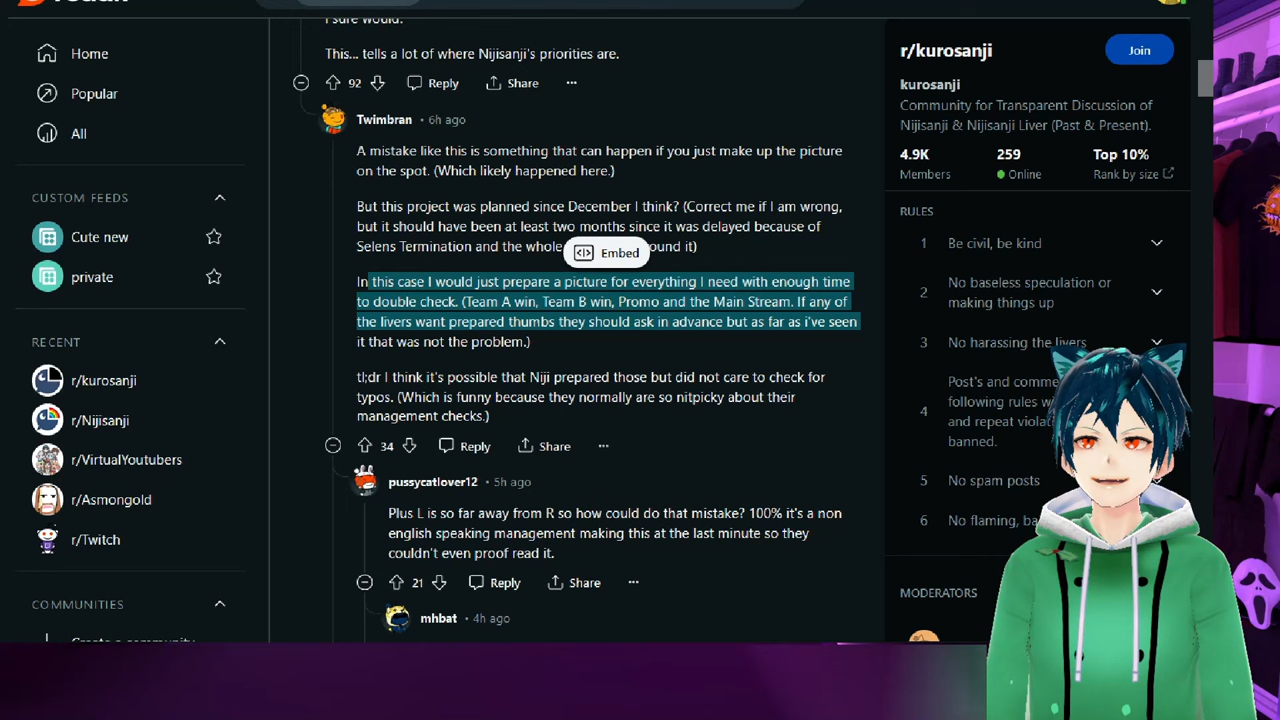 Home
Popular
All
CUSTOM FEEDS
Cute new
private
RECENT
r/kurosanji
r/Nijisanji
r/VirtualYoutubers
r/Asmongold
r/Twitch
COMMUNITIES
I sure would.
This... tells a lot of where Nijisanji's priorities are.
92 Reply Share ...
Twimbran • 6h ago
A mistake like this is something that can happen if you just make up the picture
on the spot. (Which likely happened here.)
But this project was planned since December I think? (Correct me if I am wrong,
but it should have been at least two months since it was delayed because of
Selens Termination and the whole ound it)
Embed
In this case I would just prepare a picture for everything I need with enough time
to double check. (Team A win, Team B win, Promo and the Main Stream. If any of
the livers want prepared thumbs they should ask in advance but as far as i've seen
it that was not the problem.)
tl;dr I think it's possible that Niji prepared those but did not care to check for
typos. (Which is funny because they normally are so nitpicky about their
management checks.)
34 Reply Share ...
pussycatlover12 • 5h ago
Plus L is so far away from R so how could do that mistake? 100% it's a non
english speaking management making this at the last minute so they
couldn't even proof read it.
21 Reply Share ...
mhbat • 4h ago
r/kurosanji
Join
kurosanji
Community for Transparent Discussion of
Nijisanji & Nijisanji Liver (Past & Present).
4.9K 259 Top 10%
Members Online Rank by size
RULES
1 Be civil, be kind
2 No baseless speculation or
making things up
3 No harassing the livers
4 Post's and comme
following rules wi
and repeat viola
banned.
5 No spam posts
6 No flaming, ba
MODERATORS